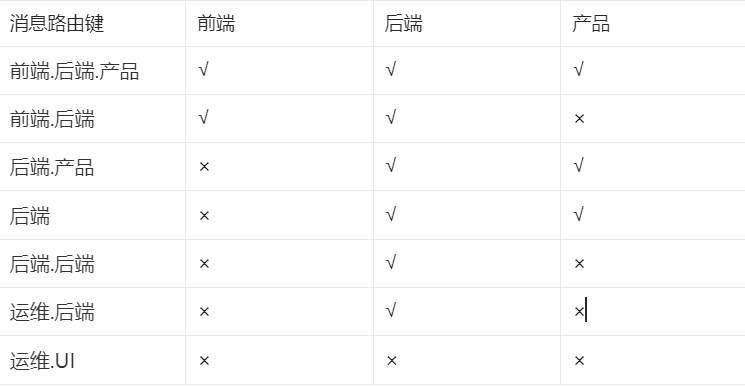 消息路由键 前端 后端 产品
前端.后端.产品 √ √ √
前端.后端 √ √ ×
后端.产品 × √ √
后端 × √ √
后端.后端 × √ ×
运维.后端 × √ ×
运维.UI × × ×